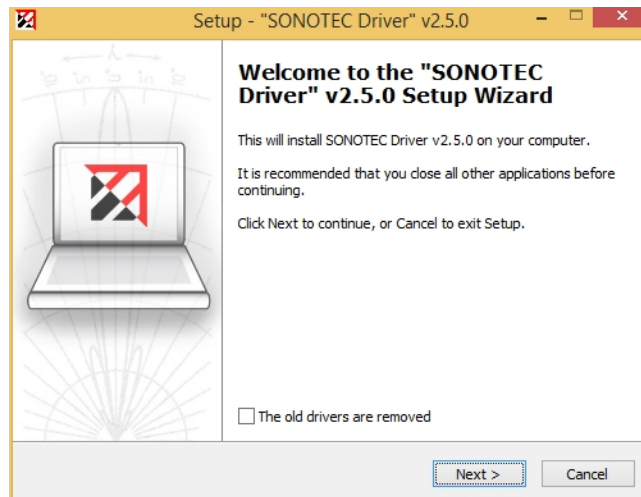 Setup - "SONOTEC Driver" v2.5.0
Welcome to the "SONOTEC
Driver" v2.5.0 Setup Wizard
This will install SONOTEC Driver v2.5.0 on your computer.
It is recommended that you close all other applications before
continuing.
Click Next to continue, or Cancel to exit Setup.
The old drivers are removed
Next >
Cancel